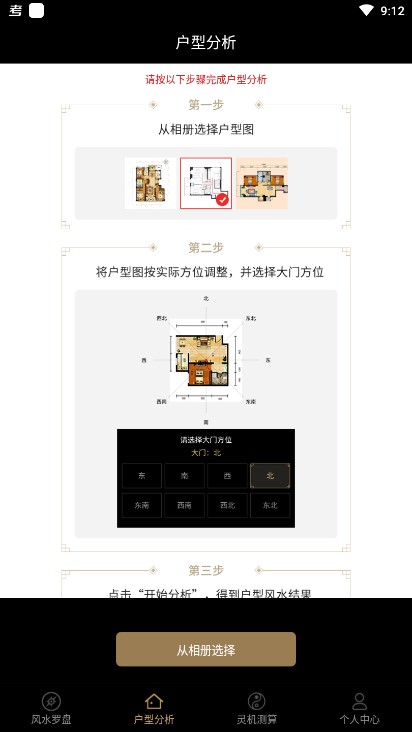 考
9:12
户型分析
请按以下步骤完成户型分析
第一步
从相册选择户型图
第二步
将户型图按实际方位调整，并选择大门方位
北
西北
东北
西
东
西南
东南
南
请选择大门方位
大门：北
东 南 西 北
东南 西南 西北 东北
第三步
点击“开始分析”，得到户型风水结果
从相册选择
风水罗盘 户型分析 灵机测算 个人中心